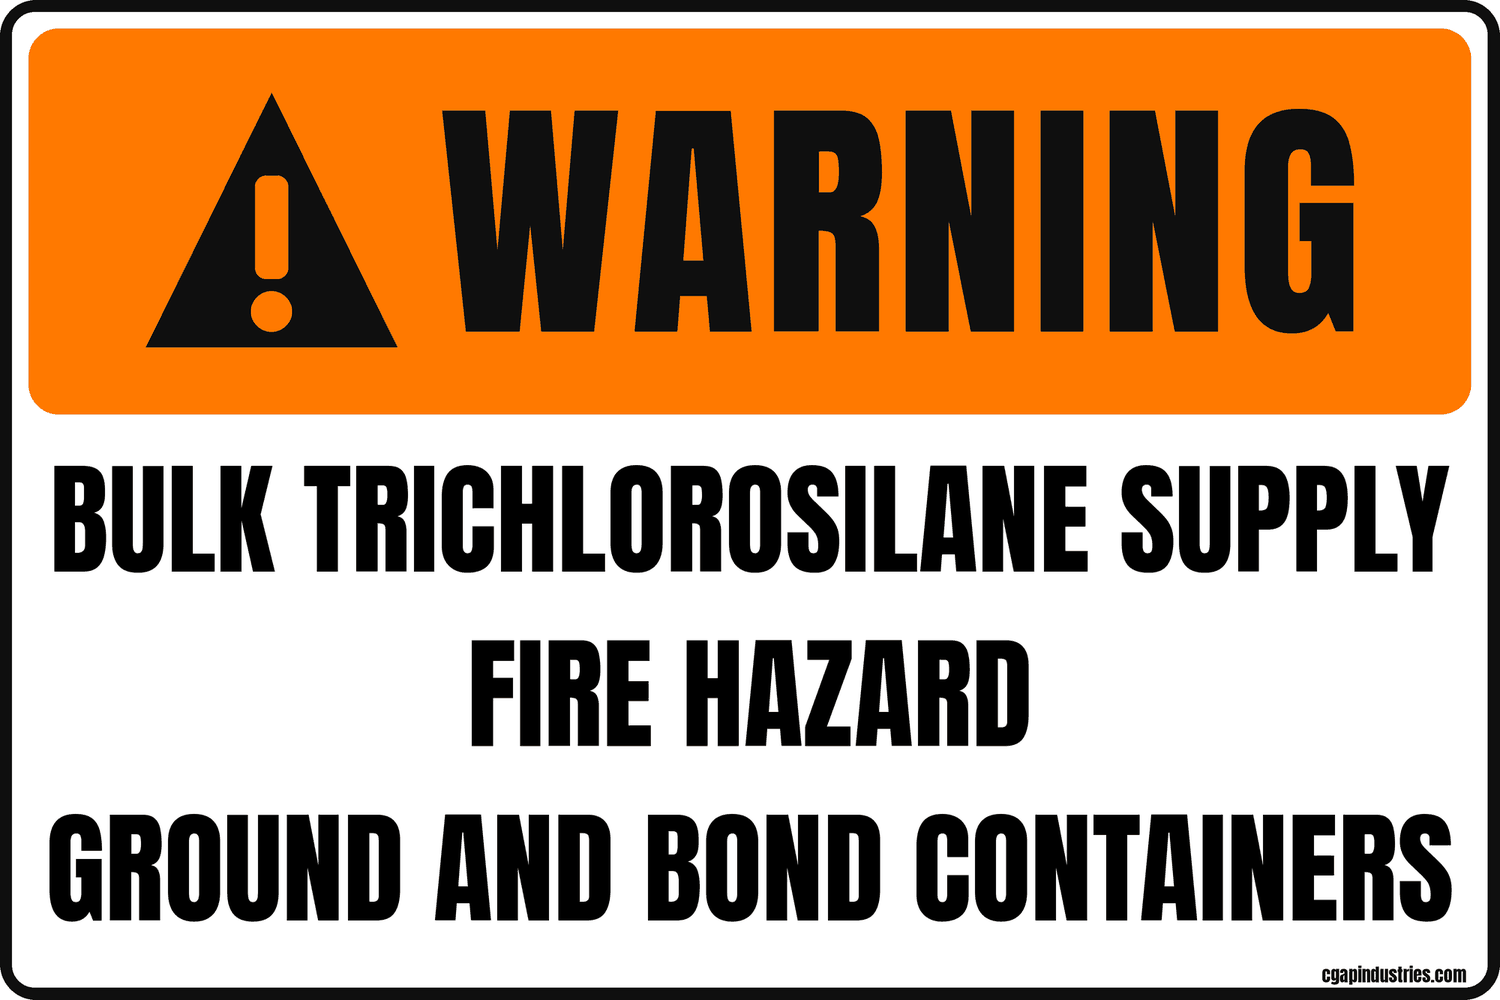 WARNING
BULK TRICHLOROSILANE SUPPLY
FIRE HAZARD
GROUND AND BOND CONTAINERS
cgapindustries.com